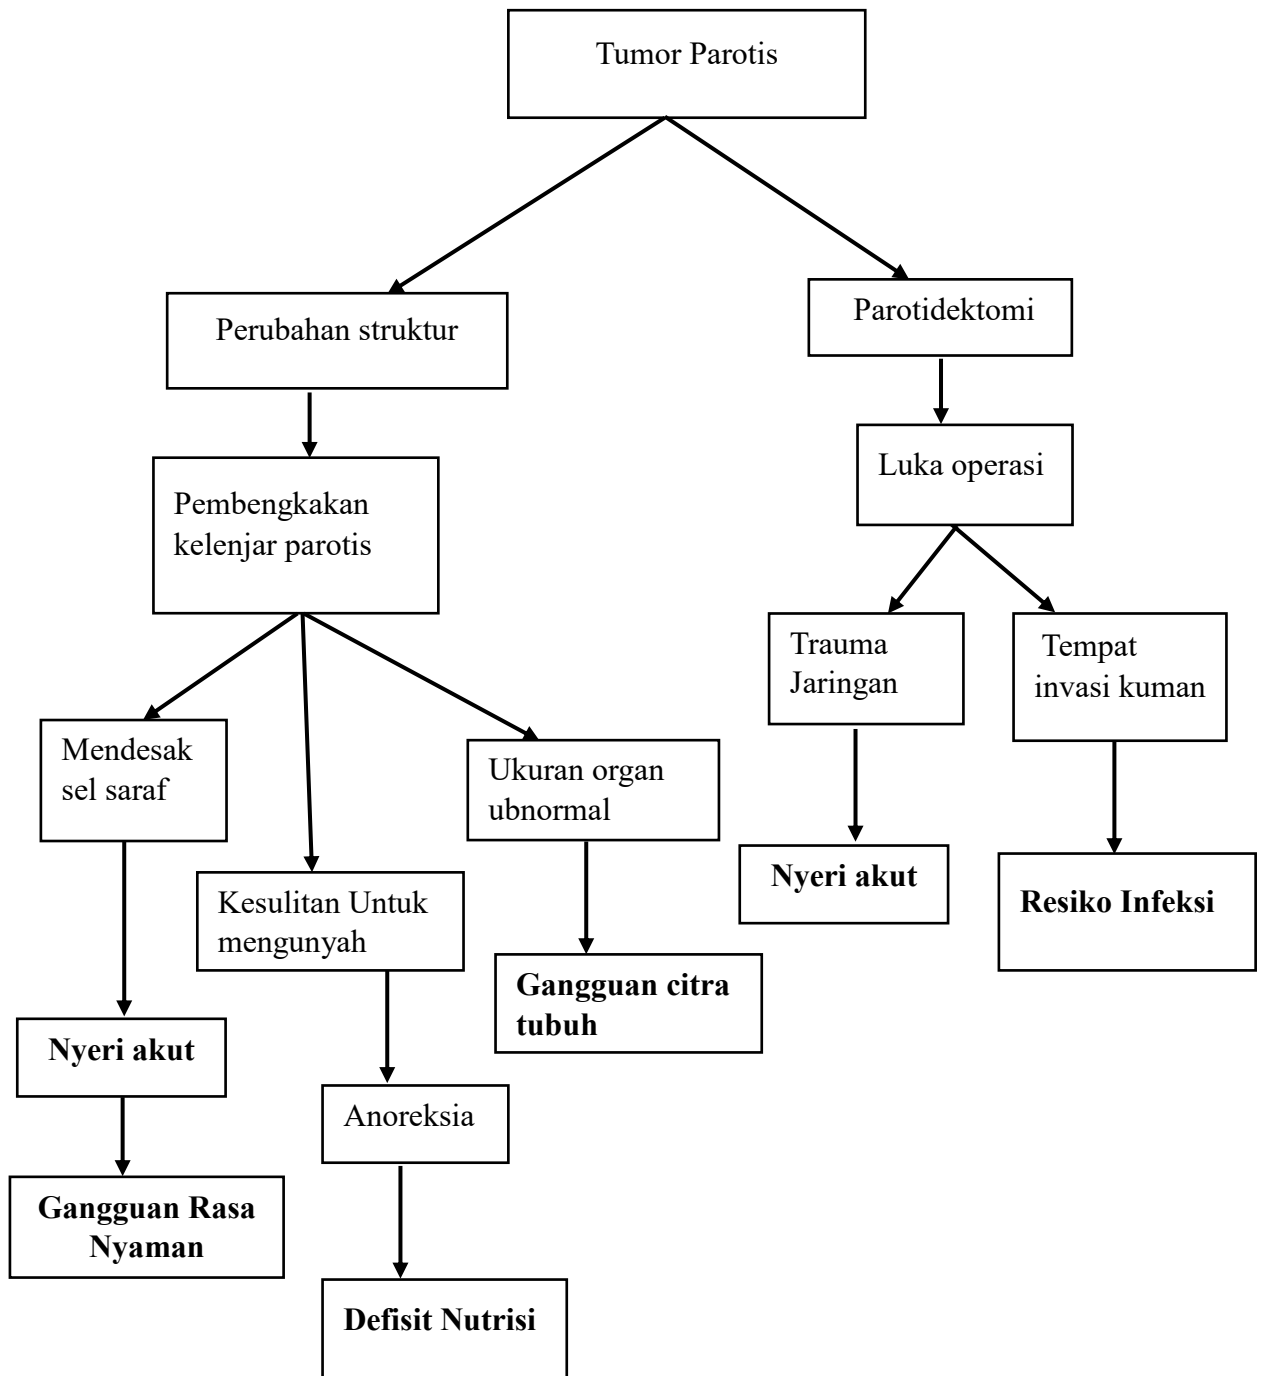 Tumor Parotis
Perubahan struktur
Parotidektomi
Pembengkakan
kelenjar parotis
Luka operasi
Trauma
Jaringan
Tempat
invasi kuman
Mendesak
sel saraf
Ukuran organ
ubnormal
Kesulitan Untuk
mengunyah
Nyeri akut
Resiko Infeksi
Gangguan citra
tubuh
Nyeri akut
Anoreksia
Gangguan Rasa
Nyaman
Defisit Nutrisi